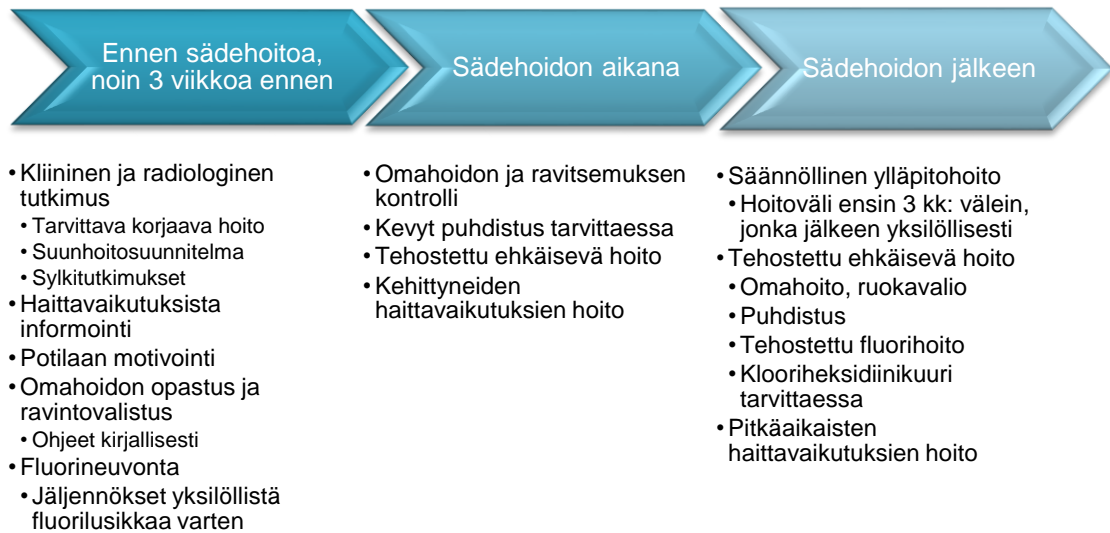 Ennen sädehoitoa,
noin 3 viikkoa ennen
Sädehoidon aikana
Sädehoidon jälkeen
• Kliininen ja radiologinen
tutkimus
• Tarvittava korjaava hoito
• Suunhoitosuunnitelma
• Sylkitutkimukset
• Haittavaikutuksista
informointi
• Potilaan motivointi
• Omahoidon opastus ja
ravintovalistus
• Ohjeet kirjallisesti
• Fluorineuvonta
• Jäljennökset yksilöllistä
fluorilusikkaa varten
• Omahoidon ja ravitsemuksen
kontrolli
• Kevyt puhdistus tarvittaessa
• Tehostettu ehkäisevä hoito
• Kehittyneiden
haittavaikutuksien hoito
• Säännöllinen ylläpitohoito
• Hoitoväli ensin 3 kk: välein,
jonka jälkeen yksilöllisesti
• Tehostettu ehkäisevä hoito
• Omahoito, ruokavalio
• Puhdistus
• Tehostettu fluorihoito
• Klooriheksidiinikuuri
tarvittaessa
• Pitkäaikaisten
haittavaikutuksien hoito